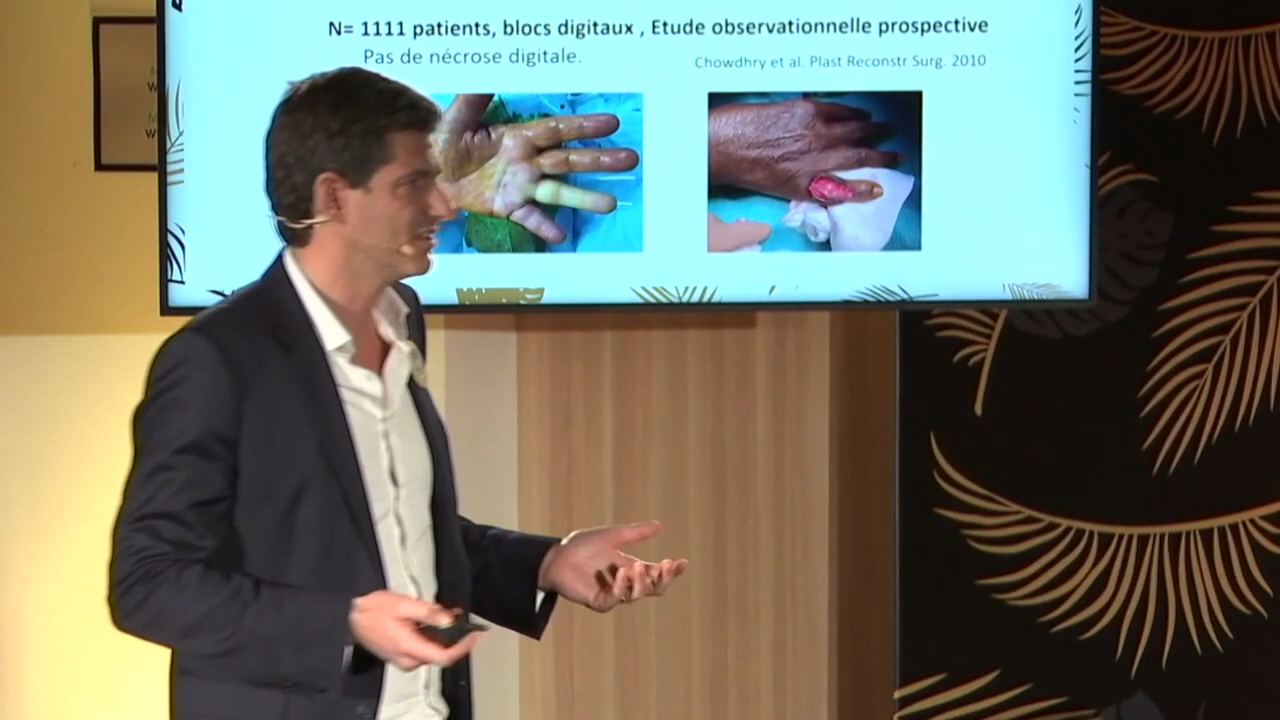 N= 1111 patients, blocs digitaux , Etude observationnelle prospective
Pas de nécrose digitale.
Chowdhry et al. Plast Reconstr Surg. 2010